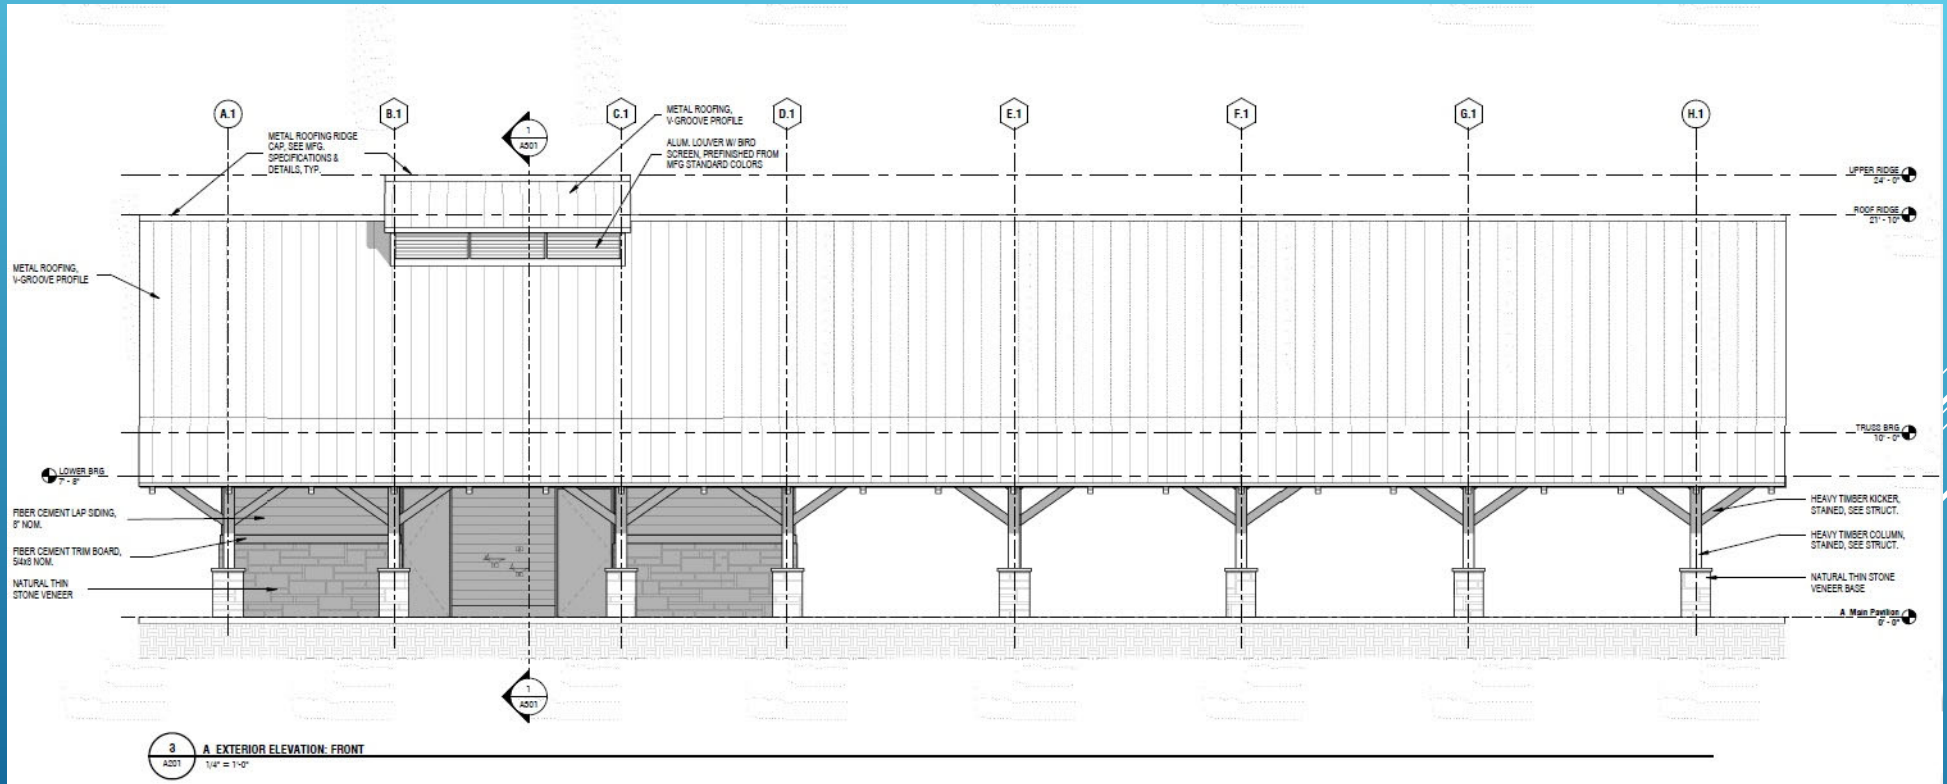 A.1
B.1
C.1
D.1
E.1
F.1
G.1
H.1
1
A501
METAL ROOFING RIDGE
CAP, SEE MFG.
SPECIFICATIONS &
DETAILS, TYP.
METAL ROOFING,
V-GROOVE PROFILE
ALUM. LOUVER W/ BIRD
SCREEN, PREFINISHED FROM
MFG STANDARD COLORS
UPPER RIDGE
24' - 0"
ROOF RIDGE
21' - 10"
METAL ROOFING,
V-GROOVE PROFILE
TRUSS BRG
10' - 0"
LOWER BRG
7' - 8"
FIBER CEMENT LAP SIDING,
8" NOM.
FIBER CEMENT TRIM BOARD,
5/4x8 NOM.
NATURAL THIN
STONE VENEER
HEAVY TIMBER KICKER,
STAINED, SEE STRUCT.
HEAVY TIMBER COLUMN,
STAINED, SEE STRUCT.
NATURAL THIN STONE
VENEER BASE
A Main Pavilion
0' - 0"
1
A501
3
A201
A EXTERIOR ELEVATION: FRONT
1/4" = 1'-0"